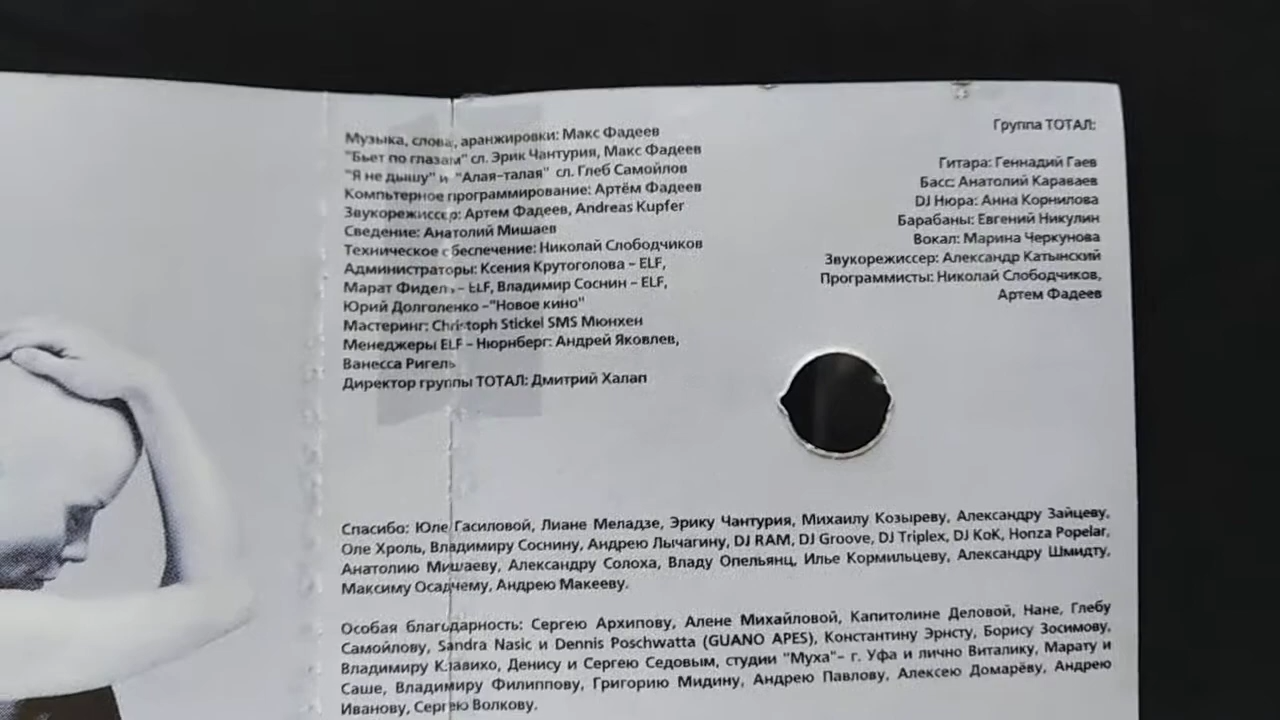 Музыка, слова, аранжировки: Макс Фадеев
"Бьет по глазам" сл. Эрик Чантурия, Макс Фадеев
"Я не дышу" и "Алая-талая" сл. Глеб Самойлов
Компьтерное программирование: Артём Фадеев
Звукорежиссер: Артем Фадеев, Andreas Kupfer
Сведение: Анатолий Мишаев
Техническое обеспечение: Николай Слободчиков
Администраторы: Ксения Крутоголова – ELF,
Марат Фидель – ELF, Владимир Соснин – ELF,
Юрий Долголенко –"Новое кино"
Мастеринг: Christoph Stickel SMS Мюнхен
Менеджеры ELF – Нюрнберг: Андрей Яковлев,
Ванесса Ригель
Директор группы ТОТАЛ: Дмитрий Халап
Группа ТОТАЛ:
Гитара: Геннадий Гаев
Басс: Анатолий Караваев
DJ Нюра: Анна Корнилова
Барабаны: Евгений Никулин
Вокал: Марина Черкунова
Звукорежиссер: Александр Катынский
Программисты: Николай Слободчиков,
Артем Фадеев
Спасибо: Юле Гасиловой, Лиане Меладзе, Эрику Чантурия, Михаилу Козыреву, Александру Зайцеву,
Оле Хроль, Владимиру Соснину, Андрею Лычагину, DJ RAM, DJ Groove, DJ Triplex, DJ KoK, Honza Popelar,
Анатолию Мишаеву, Александру Солоха, Владу Опельянц, Илье Кормильцеву, Александру Шмидту,
Максиму Осадчему, Андрею Макееву.
Особая благодарность: Сергею Архипову, Алене Михайловой, Капитолине Деловой, Нане, Глебу
Самойлову, Sandra Nasic и Dennis Poschwatta (GUANO APES), Константину Эрнсту, Борису Зосимову,
Владимиру Клавихо, Денису и Сергею Седовым, студии "Муха"– г. Уфа и лично Виталику, Марату и
Саше, Владимиру Филиппову, Григорию Мидину, Андрею Павлову, Алексею Домарёву, Андрею
Иванову, Сергею Волкову.